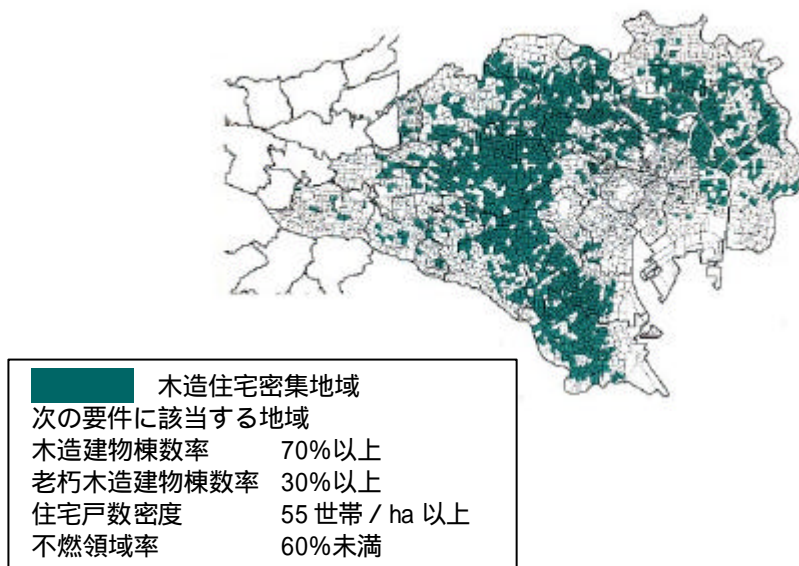 木造住宅密集地域
次の要件に該当する地域
木造建物棟数率 70%以上
老朽木造建物棟数率 30%以上
住宅戸数密度 55 世帯 / ha 以上
不燃領域率 60%未満